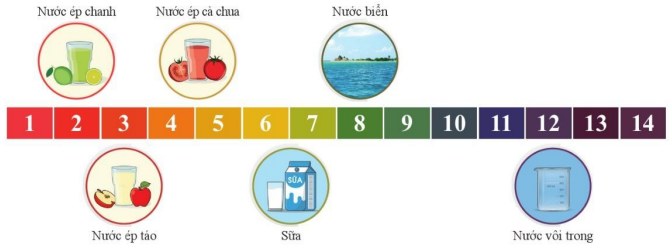 Nước ép chanh
Nước ép cà chua
Nước biển
1 2 3 4 5 6 7 8 9 10 11 12 13 14
SỮA
Nước ép táo
Sữa
Nước vôi trong